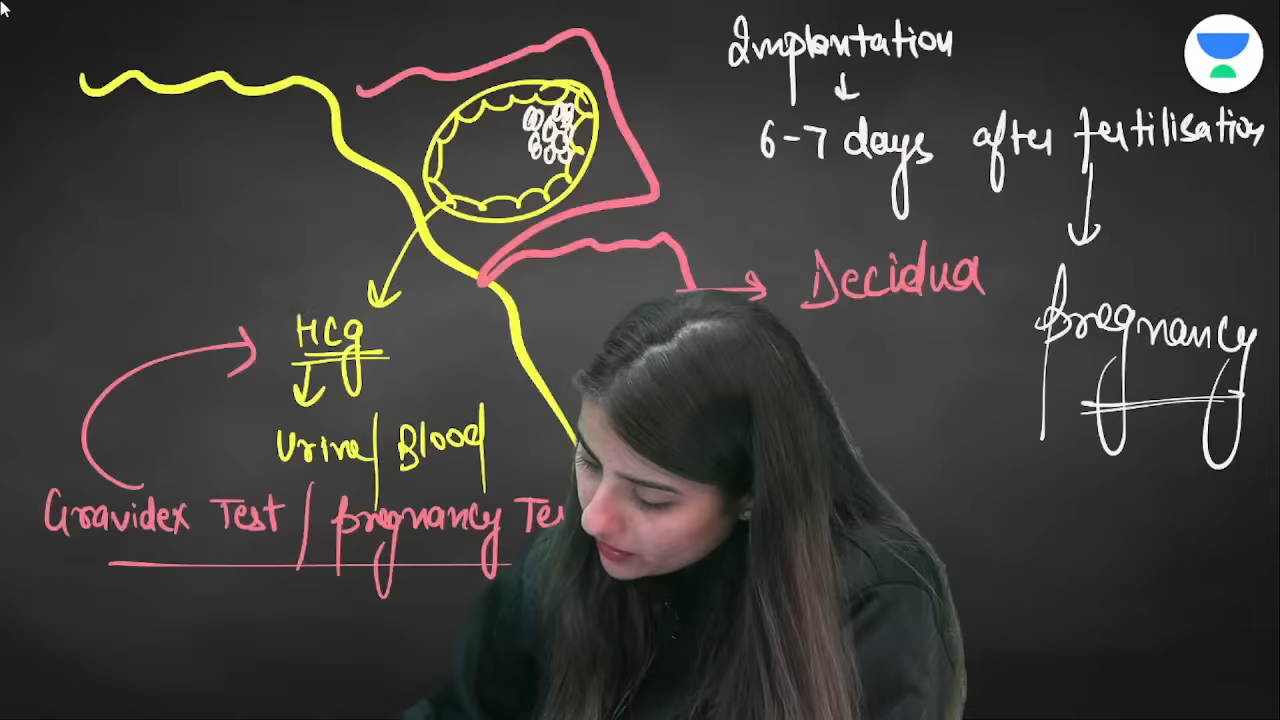 Implantation
6-7 days after fertilisation
Decidua
pregnancy
HCg
Urine/Blood
Gravidex Test / pregnancy Te